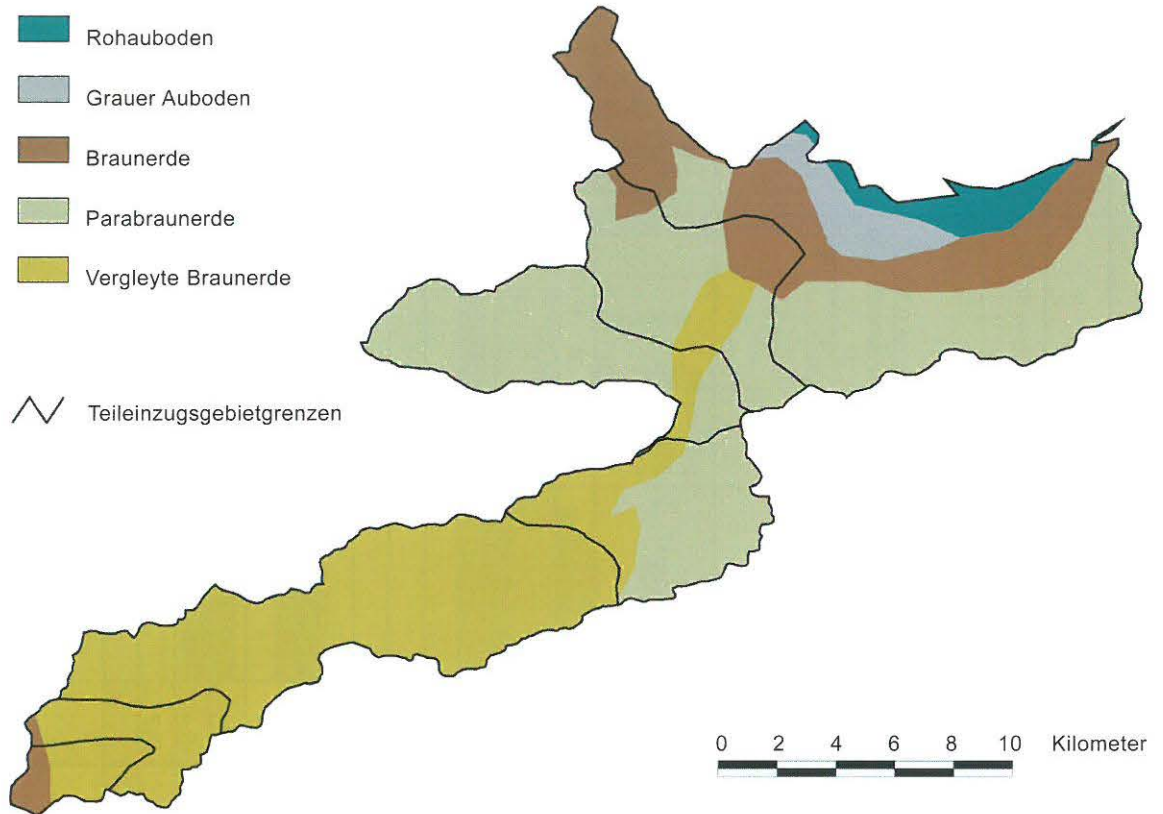 Rohauboden
Grauer Auboden
Braunerde
Parabraunerde
Vergleyte Braunerde
Teileinzugsgebietgrenzen
0 2 4 6 8 10 Kilometer